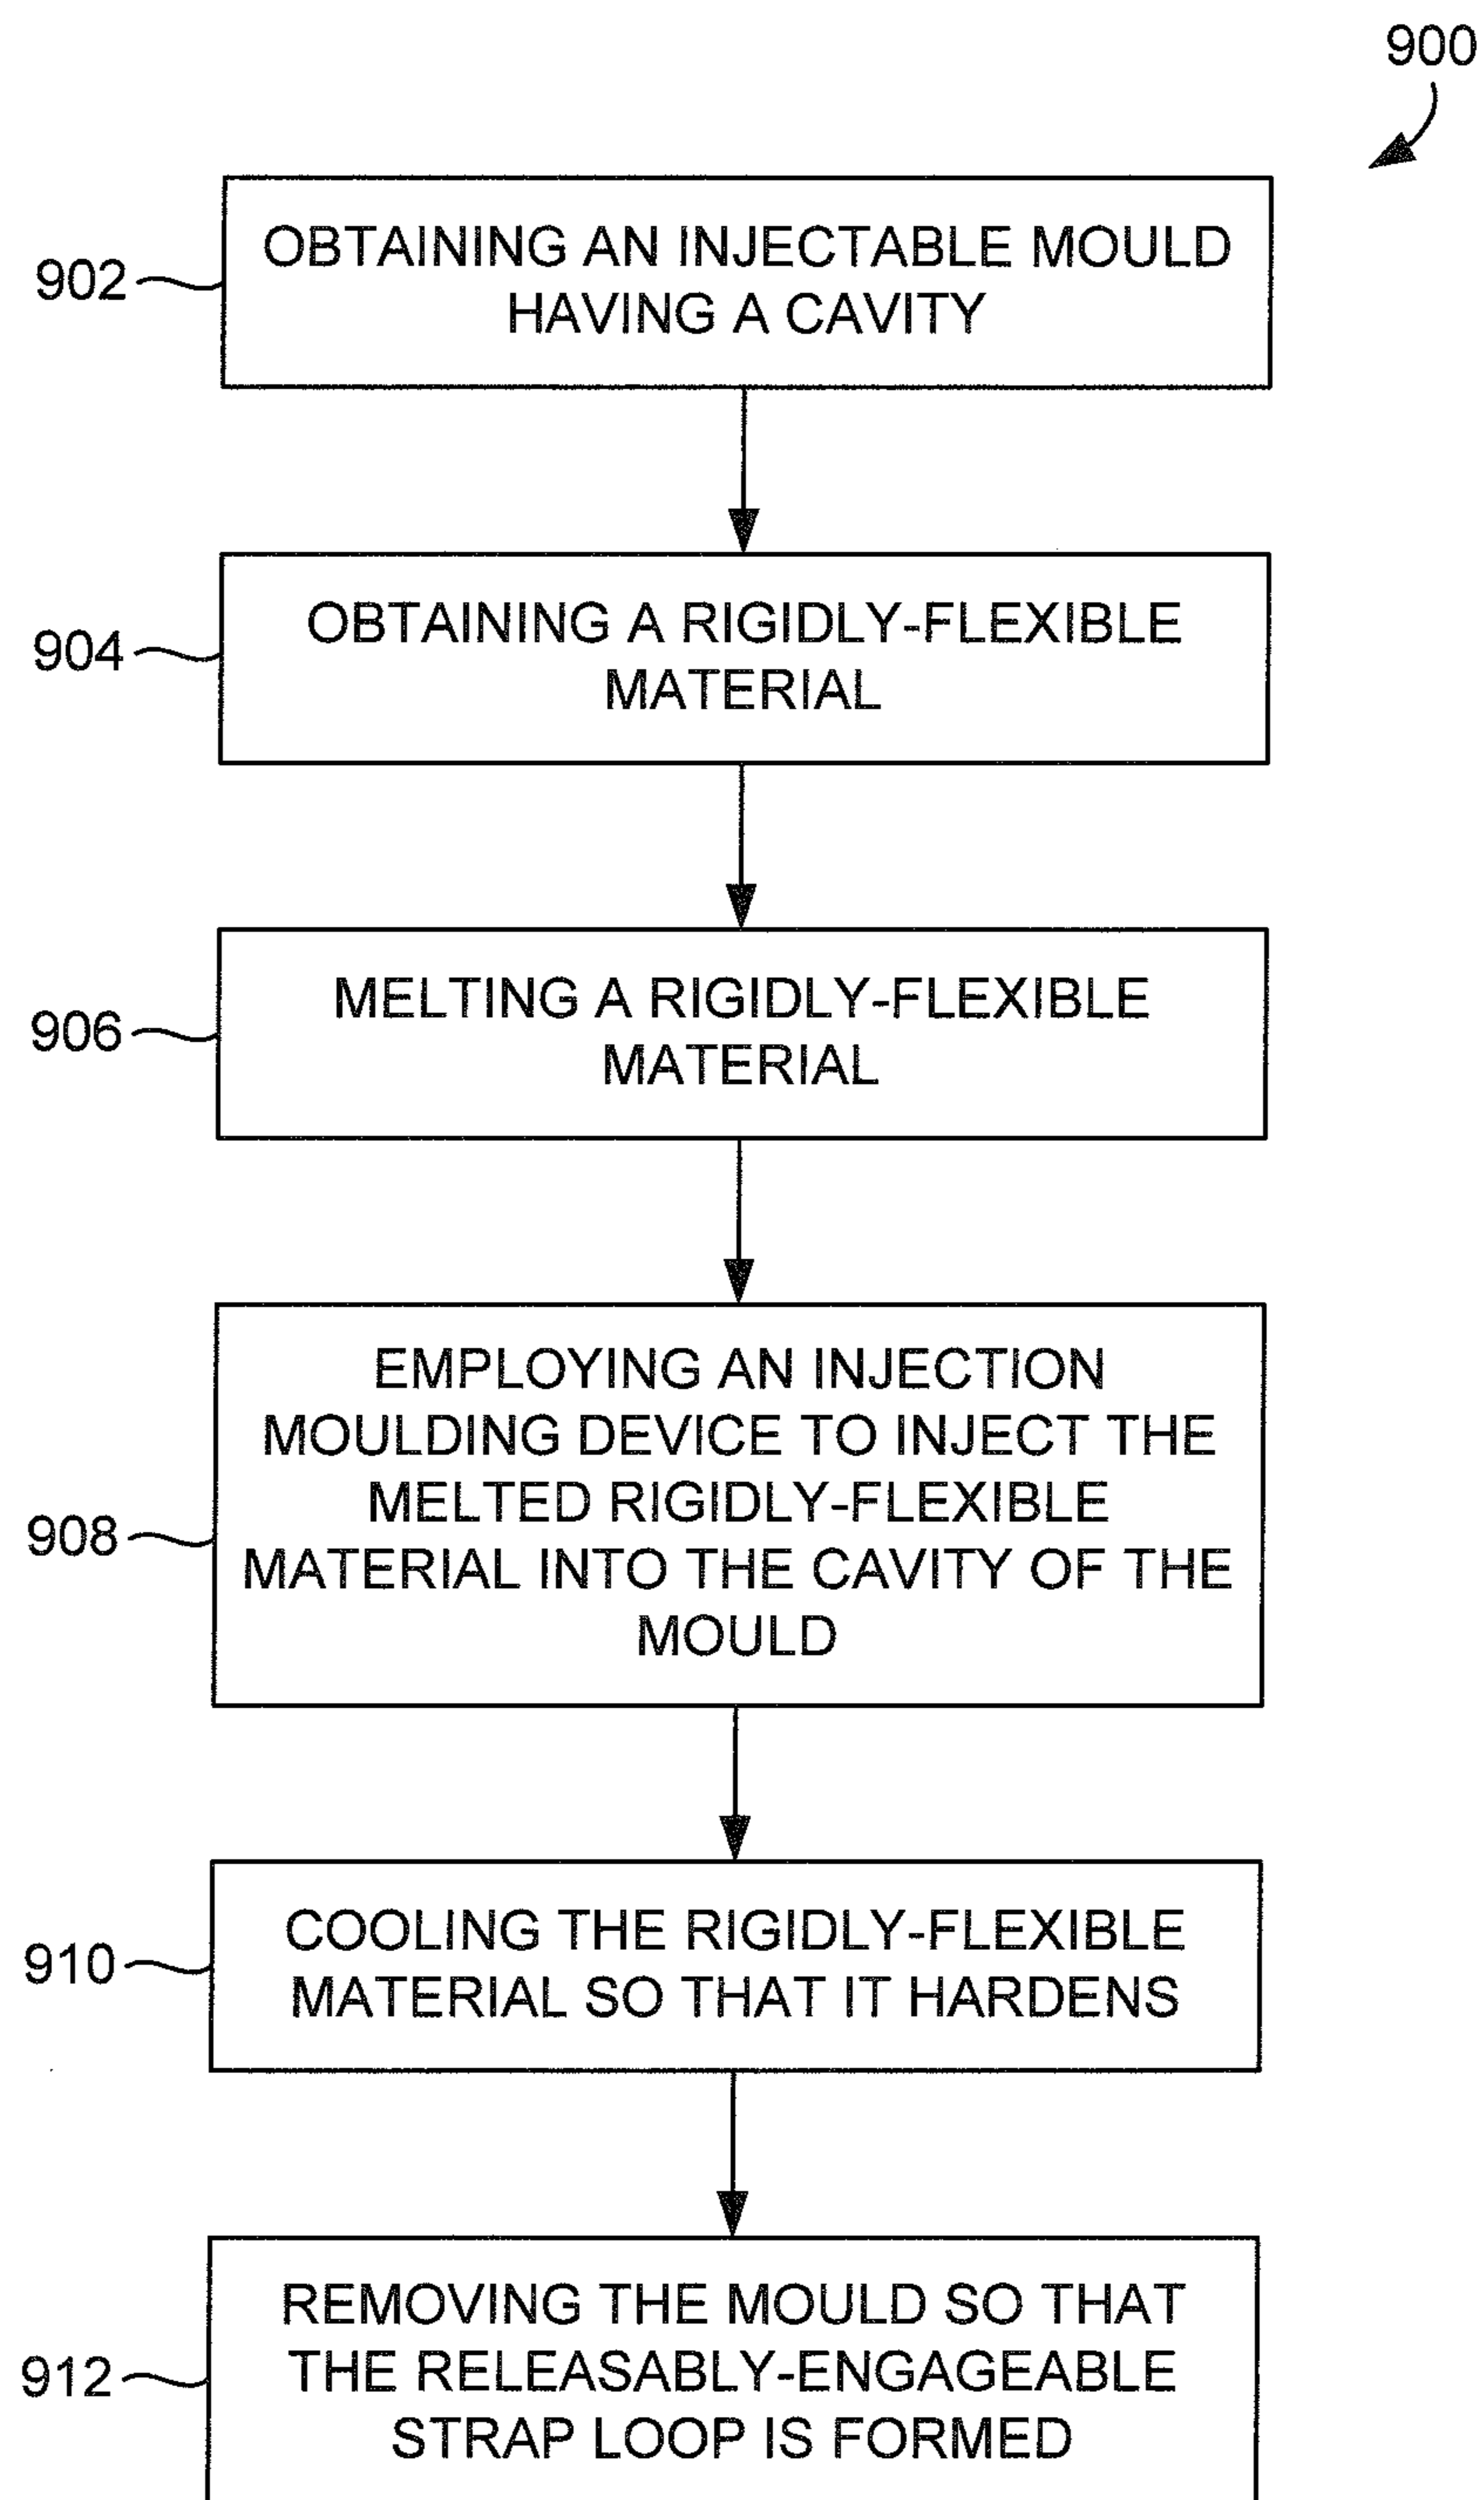 900
902
OBTAINING AN INJECTABLE MOULD
HAVING A CAVITY
904
OBTAINING A RIGIDLY-FLEXIBLE
MATERIAL
906
MELTING A RIGIDLY-FLEXIBLE
MATERIAL
908
EMPLOYING AN INJECTION
MOULDING DEVICE TO INJECT THE
MELTED RIGIDLY-FLEXIBLE
MATERIAL INTO THE CAVITY OF THE
MOULD
910
COOLING THE RIGIDLY-FLEXIBLE
MATERIAL SO THAT IT HARDENS
912
REMOVING THE MOULD SO THAT
THE RELEASABLY-ENGAGEABLE
STRAP LOOP IS FORMED